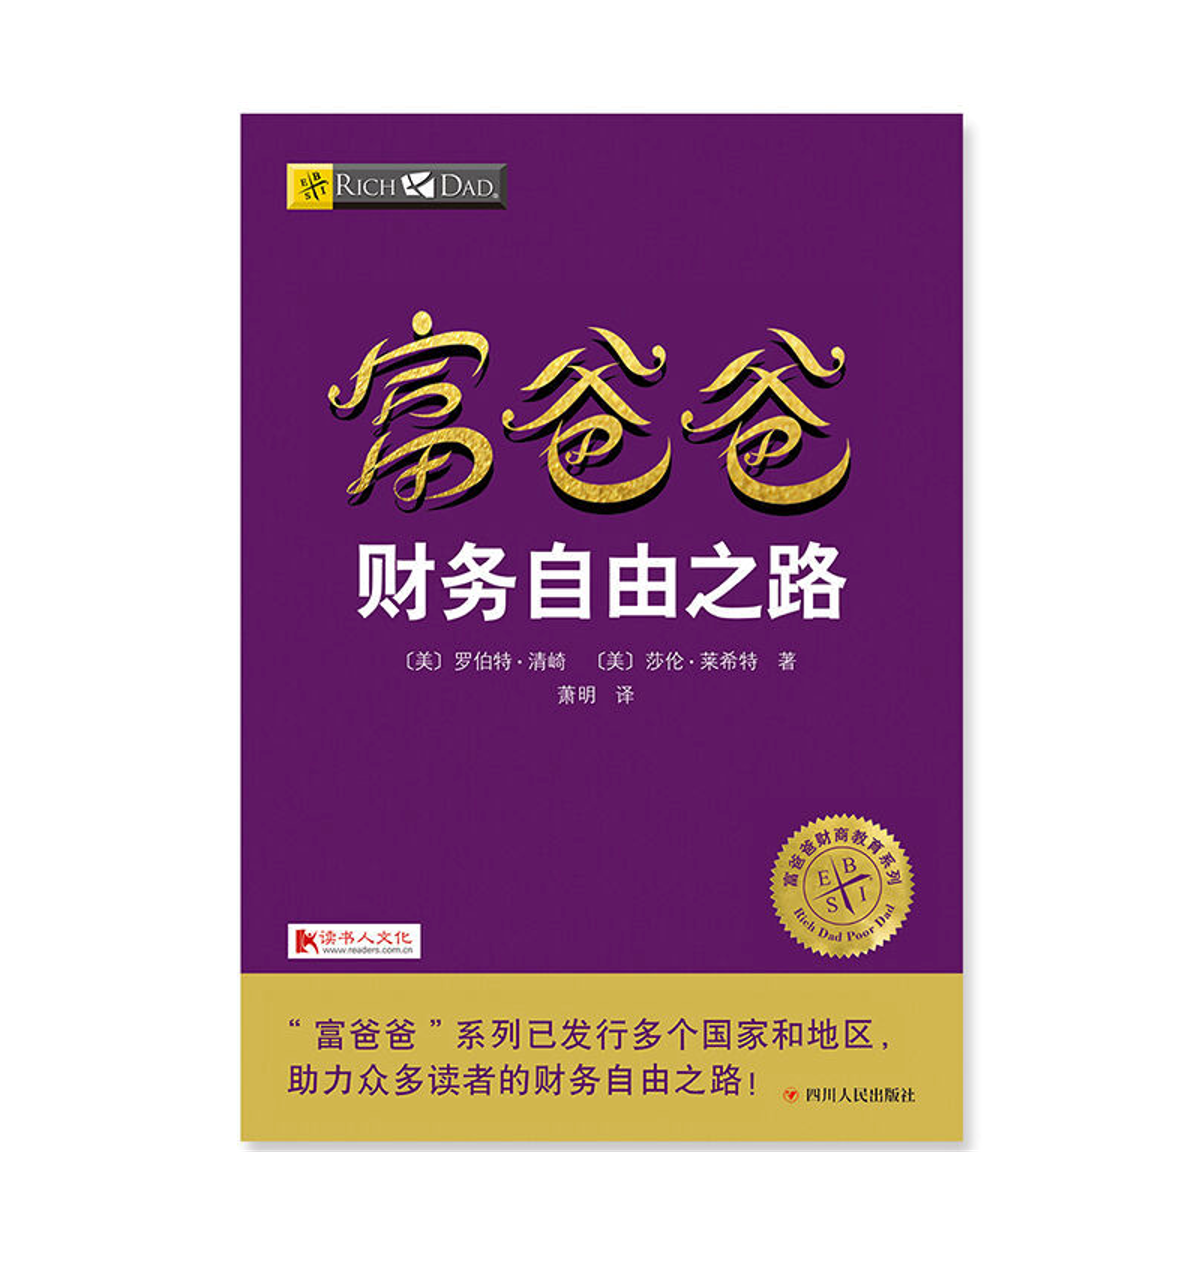 E B S I RICH DAD®
富爸爸
财务自由之路
〔美〕罗伯特·清崎 〔美〕莎伦·莱希特 著
萧明 译
富爸爸财商教育系列
E B S I
Rich Dad Poor Dad
读书人文化
www.readers.com.cn
“富爸爸”系列已发行多个国家和地区，
助力众多读者的财务自由之路！
四川人民出版社